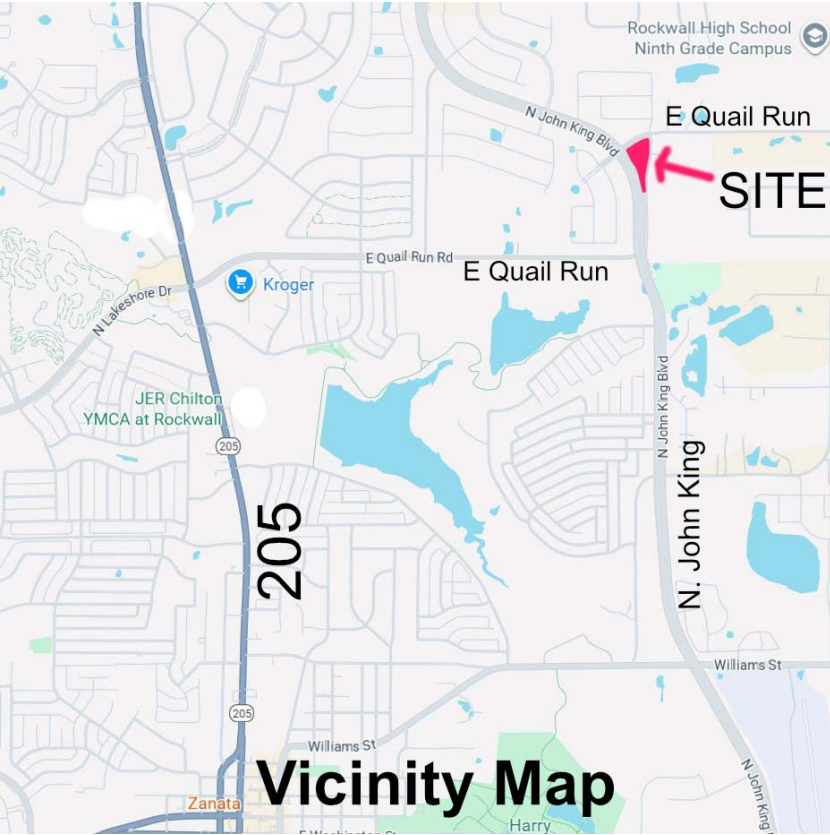 Rockwall High School
Ninth Grade Campus
N John King Blvd
E Quail Run
SITE
E Quail Run Rd
E Quail Run
Kroger
N Lakeshore Dr
JER Chilton
YMCA at Rockwall
205
N John King Blvd
205
N. John King
Williams St
205
Williams St
Vicinity Map
N John King
Zanata
Harry